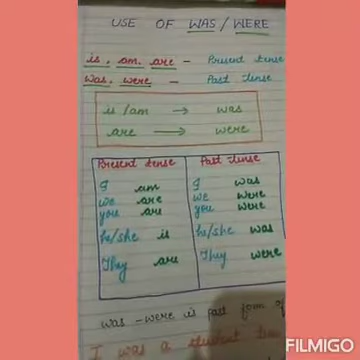 USE OF WAS / WERE
is, am, are - Present tense
was, were - Past tense
is /am → was
are → were
Present tense Past tense
I am I was
we are we were
you are you were
he/she is he/she was
They are They were
was - were is past form of
I was a student
FILMIGO